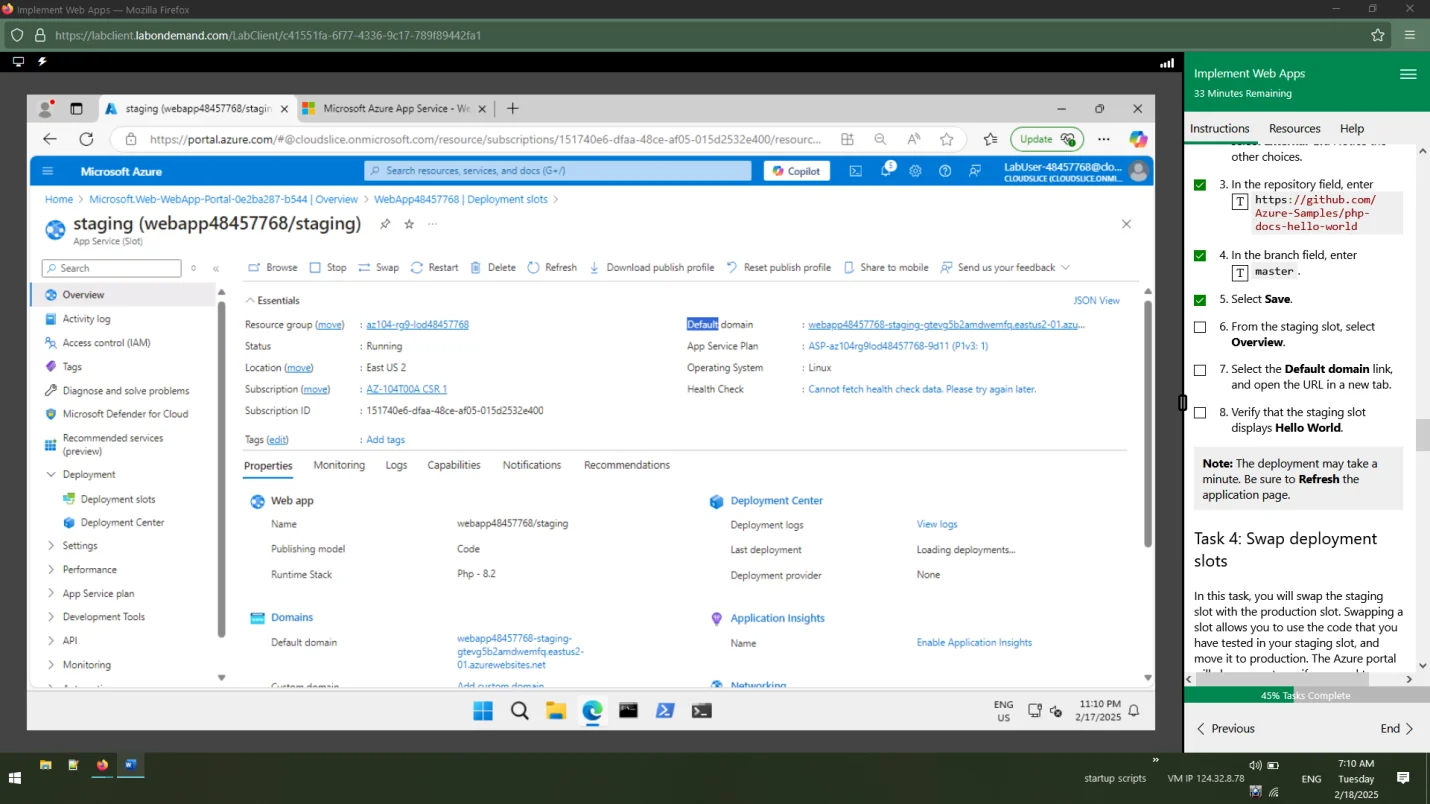 Implement Web Apps — Mozilla Firefox
https://labclient.labondemand.com/LabClient/c41551fa-6f77-4336-9c17-789f89442fa1
staging (webapp48457768/stagin
Microsoft Azure App Service - We
https://portal.azure.com/#@cloudslice.onmicrosoft.com/resource/subscriptions/151740e6-dfaa-48ce-af05-015d2532e400/resourc...
Update
Microsoft Azure
Search resources, services, and docs (G+/)
Copilot
5
LabUser-48457768@clo...
CLOUDSLICE (CLOUDSLICE.ONMI...
Home > Microsoft.Web-WebApp-Portal-0e2ba287-b544 | Overview > WebApp48457768 | Deployment slots >
staging (webapp48457768/staging)
App Service (Slot)
Search
Browse
Stop
Swap
Restart
Delete
Refresh
Download publish profile
Reset publish profile
Share to mobile
Send us your feedback
Overview
Activity log
Access control (IAM)
Tags
Diagnose and solve problems
Microsoft Defender for Cloud
Recommended services
(preview)
Deployment
Deployment slots
Deployment Center
Settings
Performance
App Service plan
Development Tools
API
Monitoring
Essentials
JSON View
Resource group (move) : az104-rg9-lod48457768
Status : Running
Location (move) : East US 2
Subscription (move) : AZ-104T00A CSR 1
Subscription ID : 151740e6-dfaa-48ce-af05-015d2532e400
Tags (edit) : Add tags
Default domain : webapp48457768-staging-gtevg5b2amdwemfq.eastus2-01.azu...
App Service Plan : ASP-az104rg9lod48457768-9d11 (P1v3: 1)
Operating System : Linux
Health Check : Cannot fetch health check data. Please try again later.
Properties
Monitoring
Logs
Capabilities
Notifications
Recommendations
Web app
Name webapp48457768/staging
Publishing model Code
Runtime Stack Php - 8.2
Domains
Default domain webapp48457768-staging-
gtevg5b2amdwemfq.eastus2-
01.azurewebsites.net
Custom domain Add custom domain
Deployment Center
Deployment logs View logs
Last deployment Loading deployments...
Deployment provider None
Application Insights
Name Enable Application Insights
Networking
ENG
US
11:10 PM
2/17/2025
Implement Web Apps
33 Minutes Remaining
Instructions
Resources
Help
other choices.
3. In the repository field, enter
T https://github.com/
Azure-Samples/php-
docs-hello-world
4. In the branch field, enter
T master .
5. Select Save.
6. From the staging slot, select
Overview.
7. Select the Default domain link,
and open the URL in a new tab.
8. Verify that the staging slot
displays Hello World.
Note: The deployment may take a
minute. Be sure to Refresh the
application page.
Task 4: Swap deployment
slots
In this task, you will swap the staging
slot with the production slot. Swapping a
slot allows you to use the code that you
have tested in your staging slot, and
move it to production. The Azure portal
45% Tasks Complete
Previous
End
startup scripts
VM IP 124.32.8.78
ENG
7:10 AM
Tuesday
2/18/2025